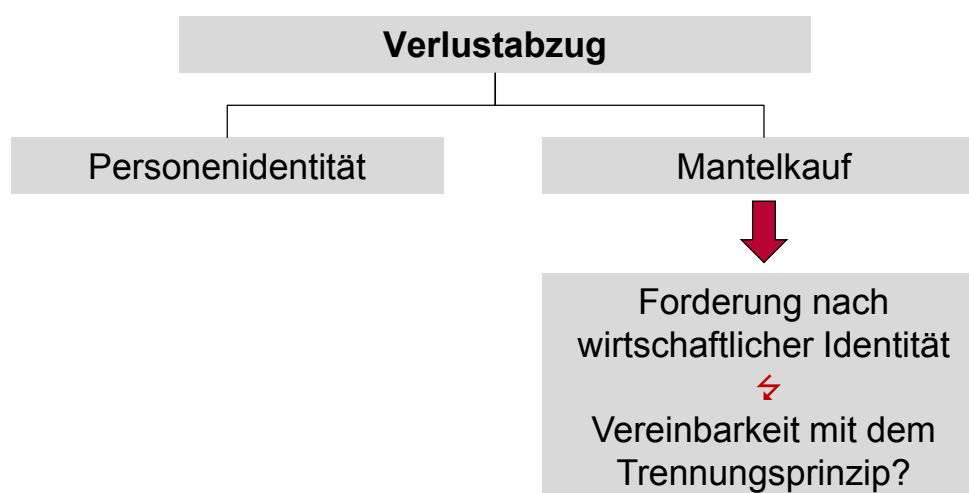 Verlustabzug
Personenidentität
Mantelkauf
Forderung nach
wirtschaftlicher Identität
Vereinbarkeit mit dem
Trennungsprinzip?